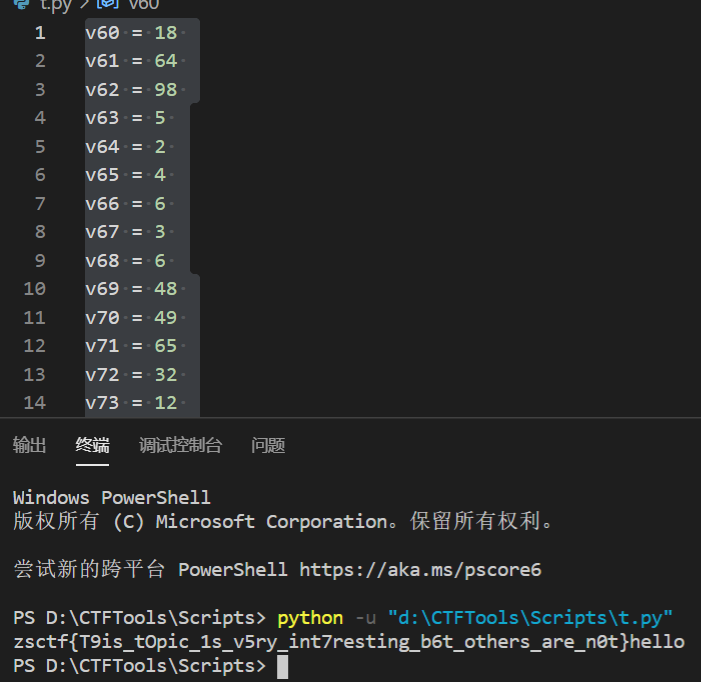 t.py > v60
1 v60 = 18
2 v61 = 64
3 v62 = 98
4 v63 = 5
5 v64 = 2
6 v65 = 4
7 v66 = 6
8 v67 = 3
9 v68 = 6
10 v69 = 48
11 v70 = 49
12 v71 = 65
13 v72 = 32
14 v73 = 12
输出 终端 调试控制台 问题
Windows PowerShell
版权所有 (C) Microsoft Corporation。保留所有权利。
尝试新的跨平台 PowerShell https://aka.ms/pscore6
PS D:\CTFTools\Scripts> python -u "d:\CTFTools\Scripts\t.py"
zsctf{T9is_tOpic_1s_v5ry_int7resting_b6t_others_are_n0t}hello
PS D:\CTFTools\Scripts>